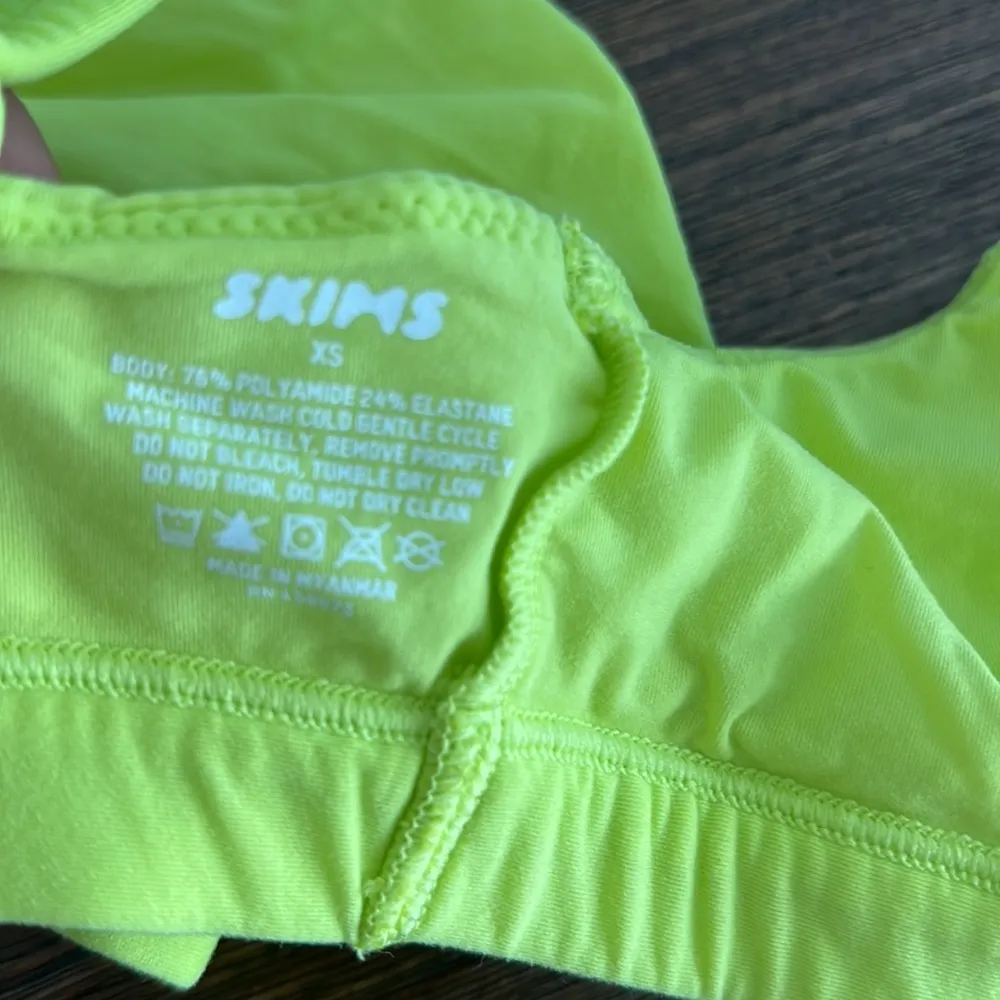 SKIMS
XS
BODY: 76% POLYAMIDE 24% ELASTANE
MACHINE WASH COLD GENTLE CYCLE
WASH SEPARATELY, REMOVE PROMPTLY
DO NOT BLEACH, TUMBLE DRY LOW
DO NOT IRON, DO NOT DRY CLEAN
MADE IN MYANMAR